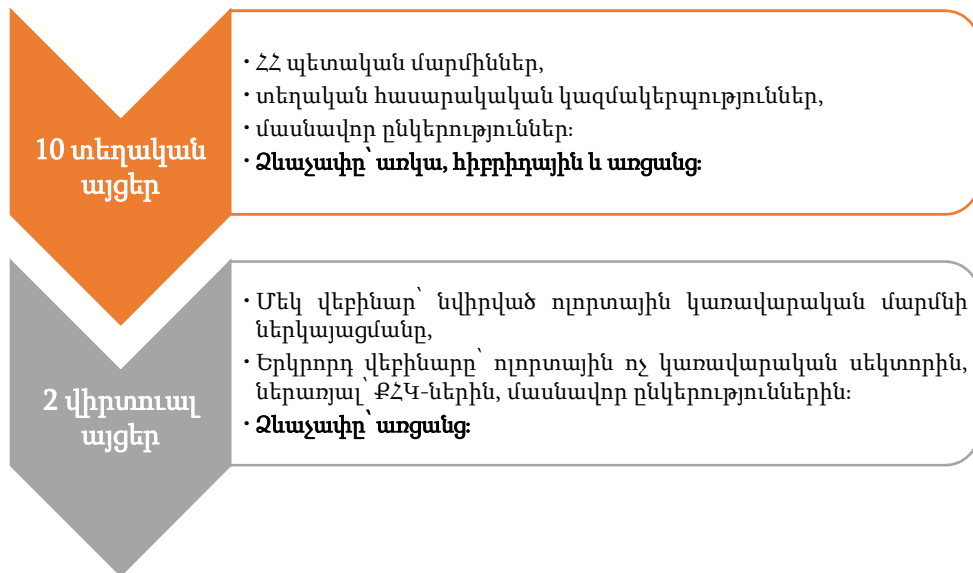 10 տեղական
այցեր
· ՀՀ պետական մարմիններ,
· տեղական հասարակական կազմակերպություններ,
· մասնավոր ընկերություններ։
· Ձևաչափը՝ առկա, հիբրիդային և առցանց։
2 վիրտուալ
այցեր
· Մեկ վեբինար՝ նվիրված ոլորտային կառավարական մարմնի
ներկայացմանը,
· Երկրորդ վեբինարը՝ ոլորտային ոչ կառավարական սեկտորին,
ներառյալ՝ ՔՀԿ-ներին, մասնավոր ընկերություններին։
· Ձևաչափը՝ առցանց։